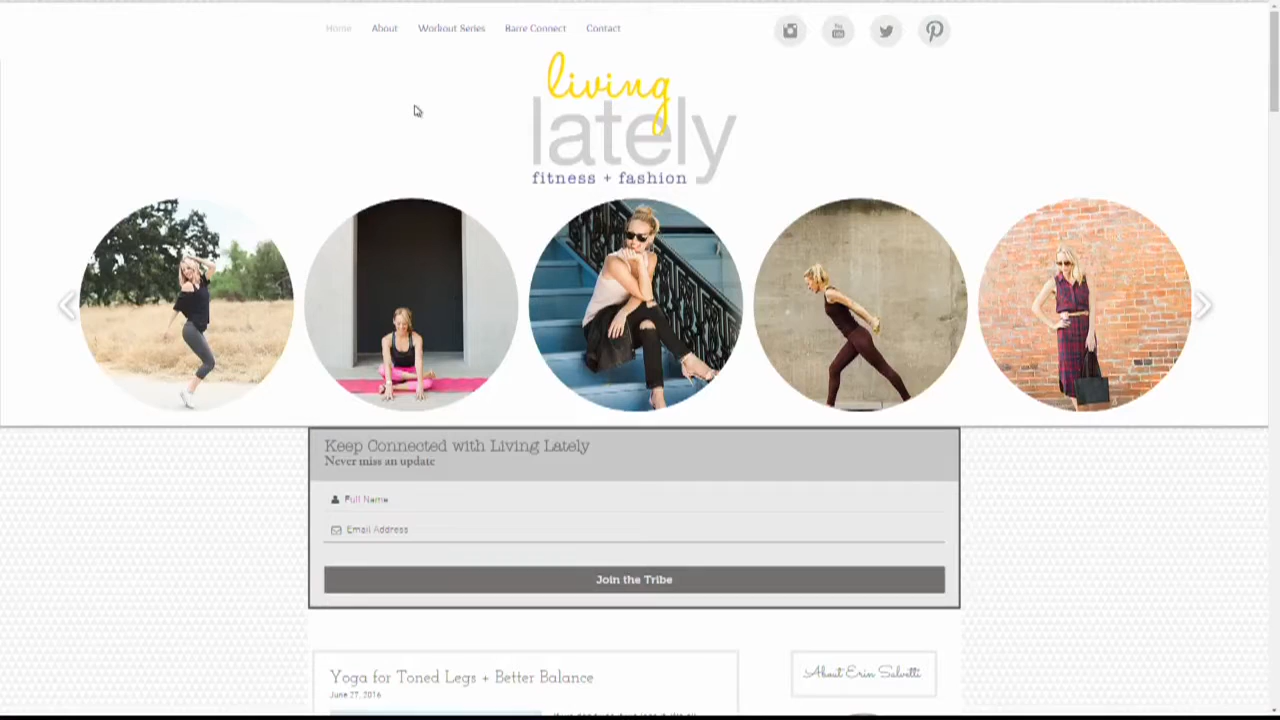 Home About Workout Series Barre Connect Contact
You
living
lately
fitness + fashion
Keep Connected with Living Lately
Never miss an update
Full Name
Email Address
Join the Tribe
Yoga for Toned Legs + Better Balance
June 27, 2016
About Erin Salvetti